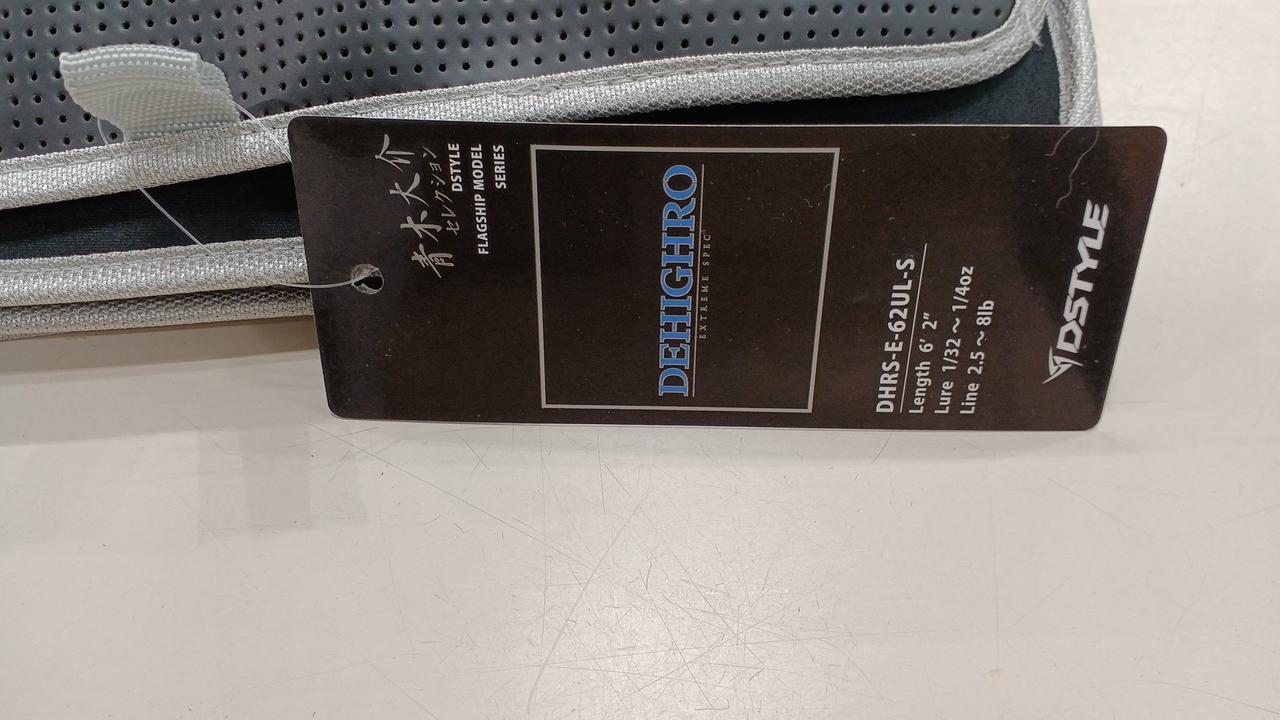 青木大介
セレクション
DSTYLE
FLAGSHIP MODEL
SERIES
DEHIGHRO
EXTREME SPEC
DHRS-E-62UL-S
Length 6' 2"
Lure 1/32 ～ 1/4oz
Line 2.5 ～ 8lb
DSTYLE